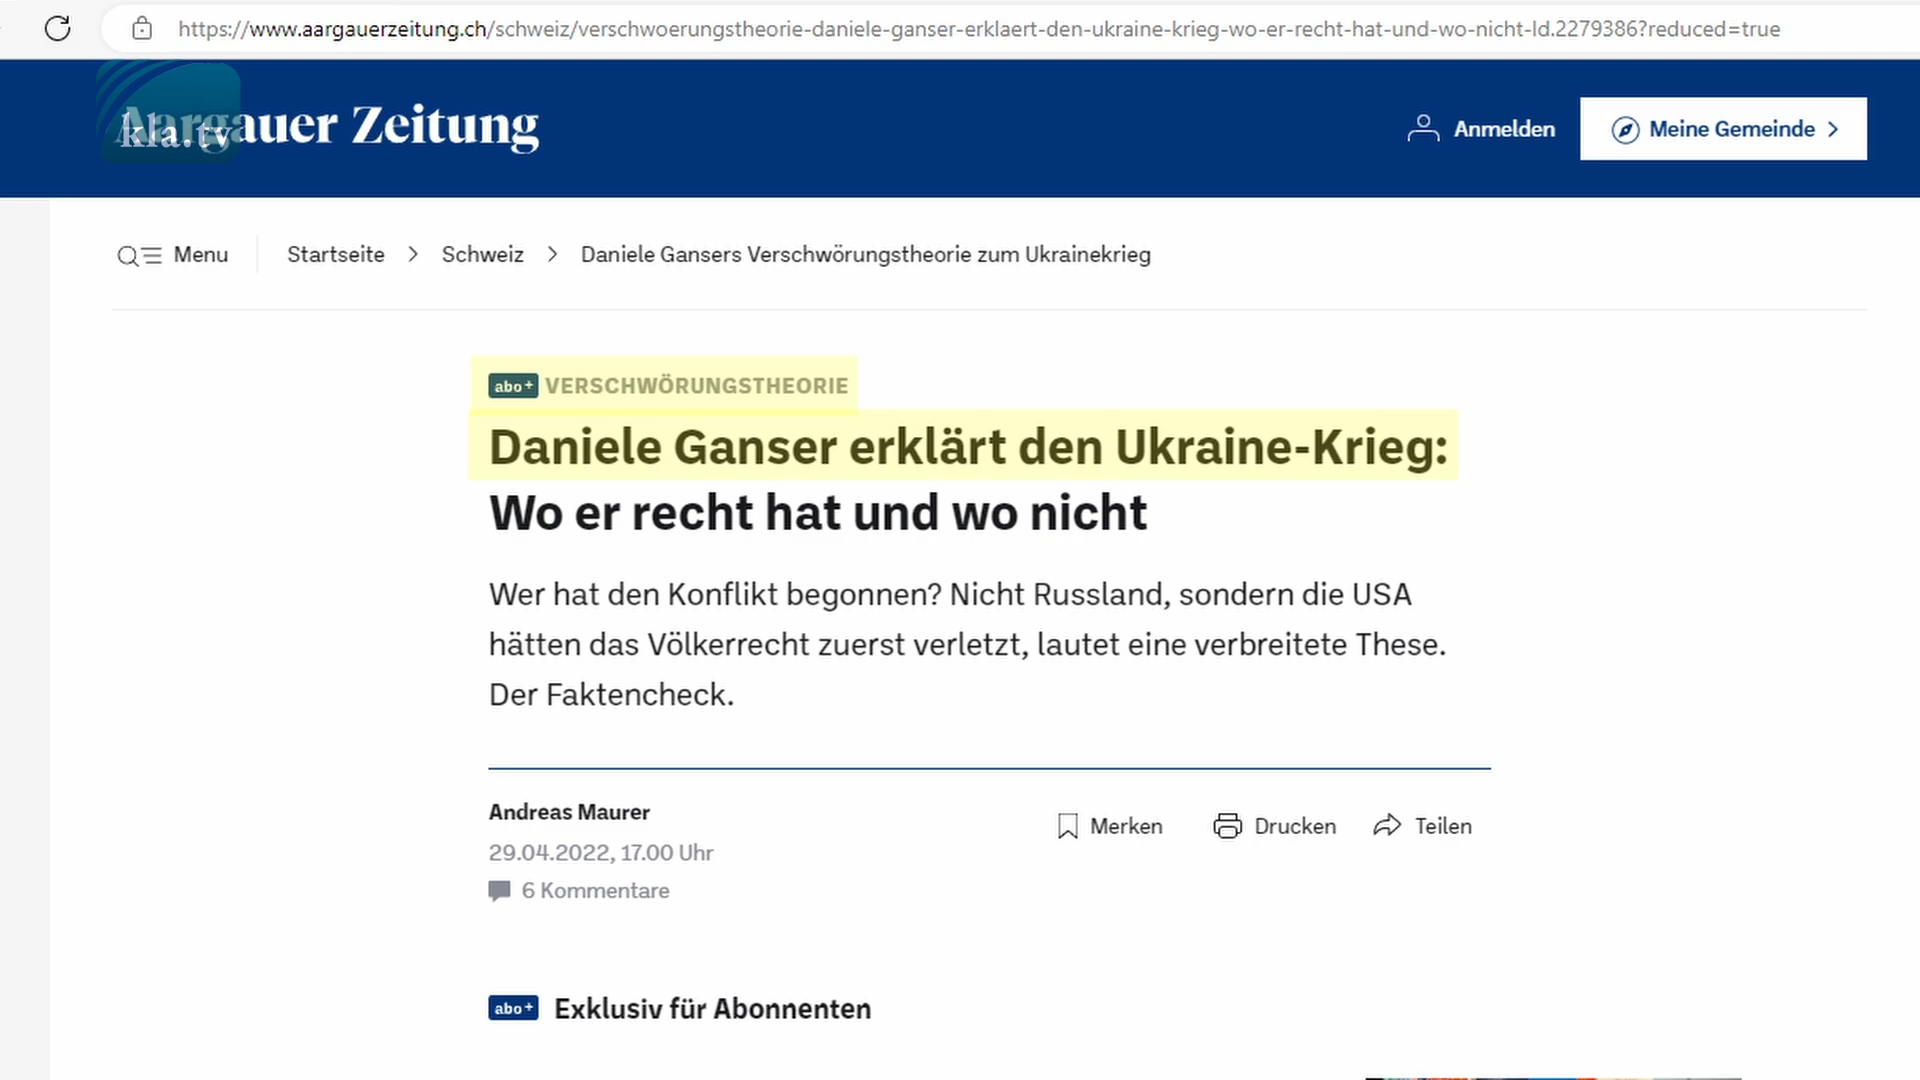 https://www.aargauerzeitung.ch/schweiz/verschwoerungstheorie-daniele-ganser-erklaert-den-ukraine-krieg-wo-er-recht-hat-und-wo-nicht-ld.2279386?reduced=true
Aargauer Zeitung
kla.tv
Anmelden
Meine Gemeinde
Menu
Startseite
Schweiz
Daniele Gansers Verschwörungstheorie zum Ukrainekrieg
abo+ VERSCHWÖRUNGSTHEORIE
Daniele Ganser erklärt den Ukraine-Krieg:
Wo er recht hat und wo nicht
Wer hat den Konflikt begonnen? Nicht Russland, sondern die USA
hätten das Völkerrecht zuerst verletzt, lautet eine verbreitete These.
Der Faktencheck.
Andreas Maurer
29.04.2022, 17.00 Uhr
6 Kommentare
Merken
Drucken
Teilen
abo+ Exklusiv für Abonnenten